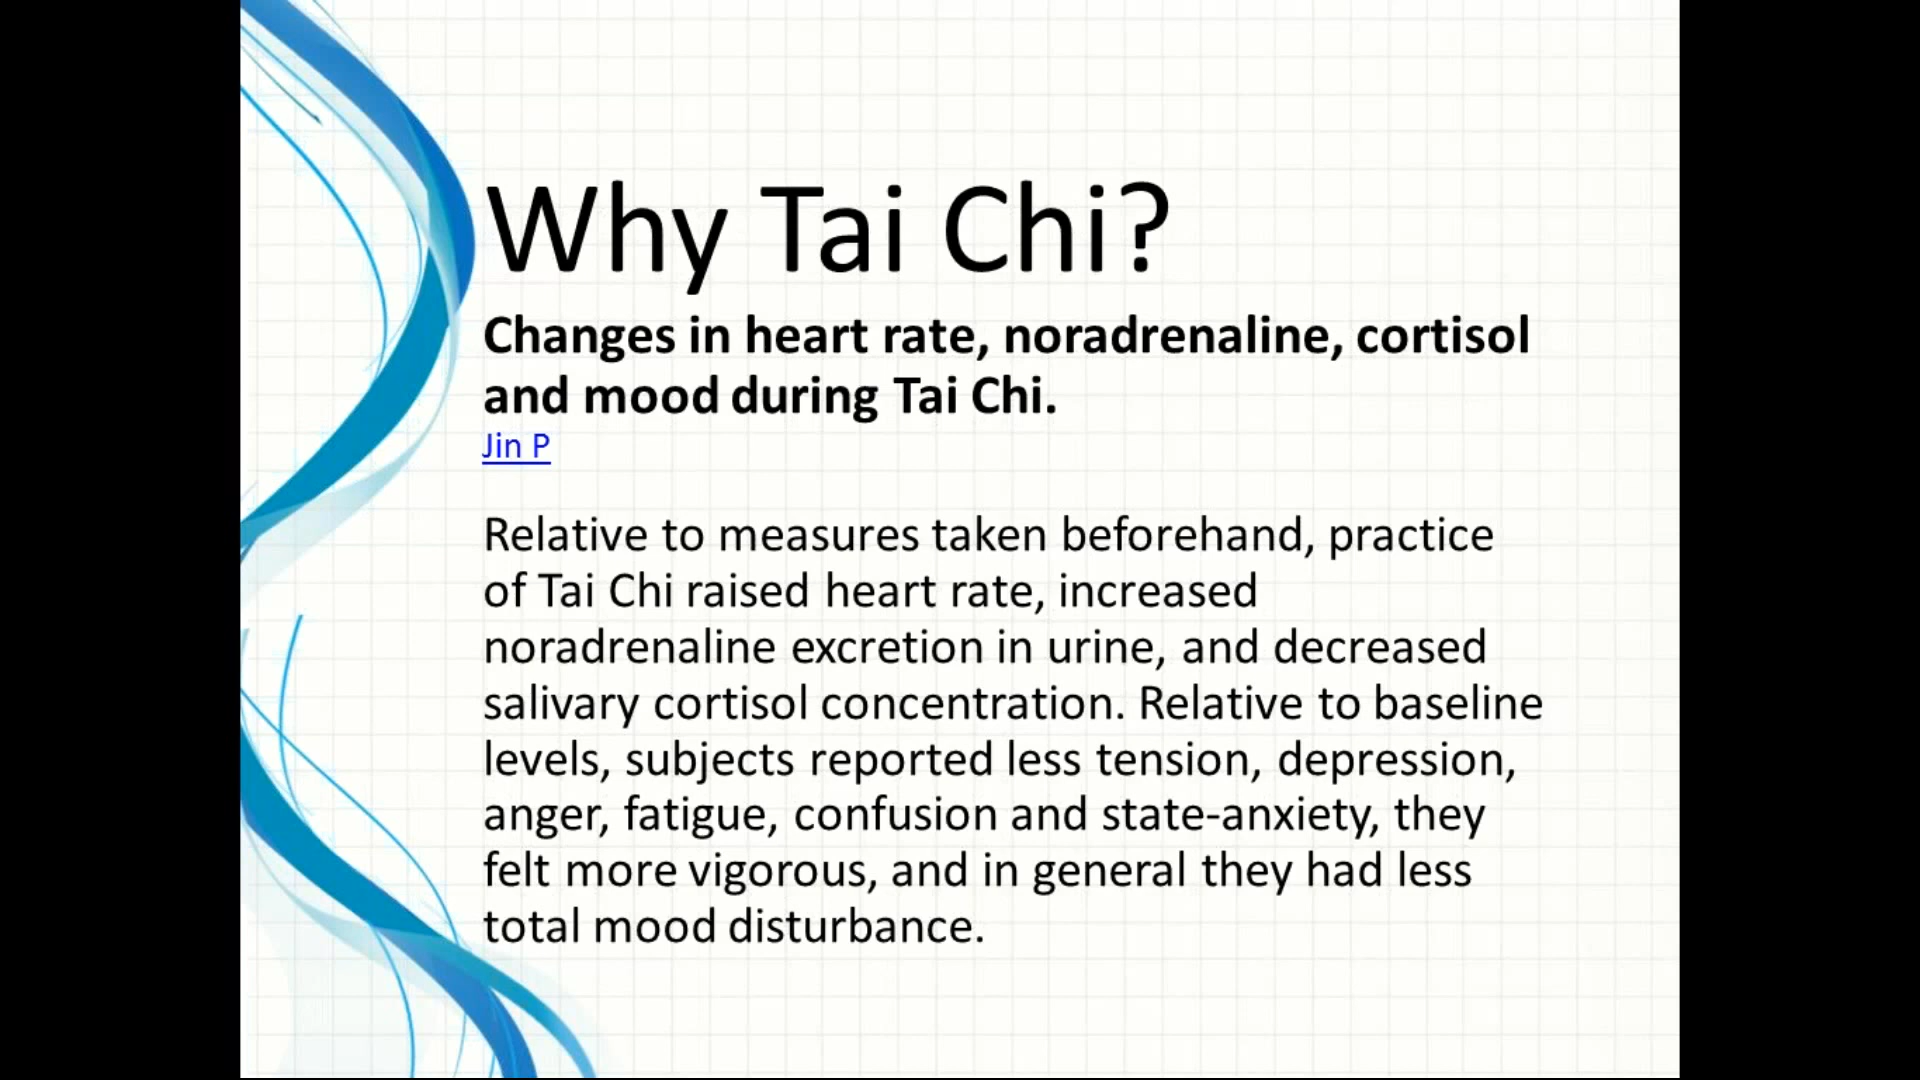 Why Tai Chi?
Changes in heart rate, noradrenaline, cortisol
and mood during Tai Chi.
Jin P
Relative to measures taken beforehand, practice
of Tai Chi raised heart rate, increased
noradrenaline excretion in urine, and decreased
salivary cortisol concentration. Relative to baseline
levels, subjects reported less tension, depression,
anger, fatigue, confusion and state-anxiety, they
felt more vigorous, and in general they had less
total mood disturbance.